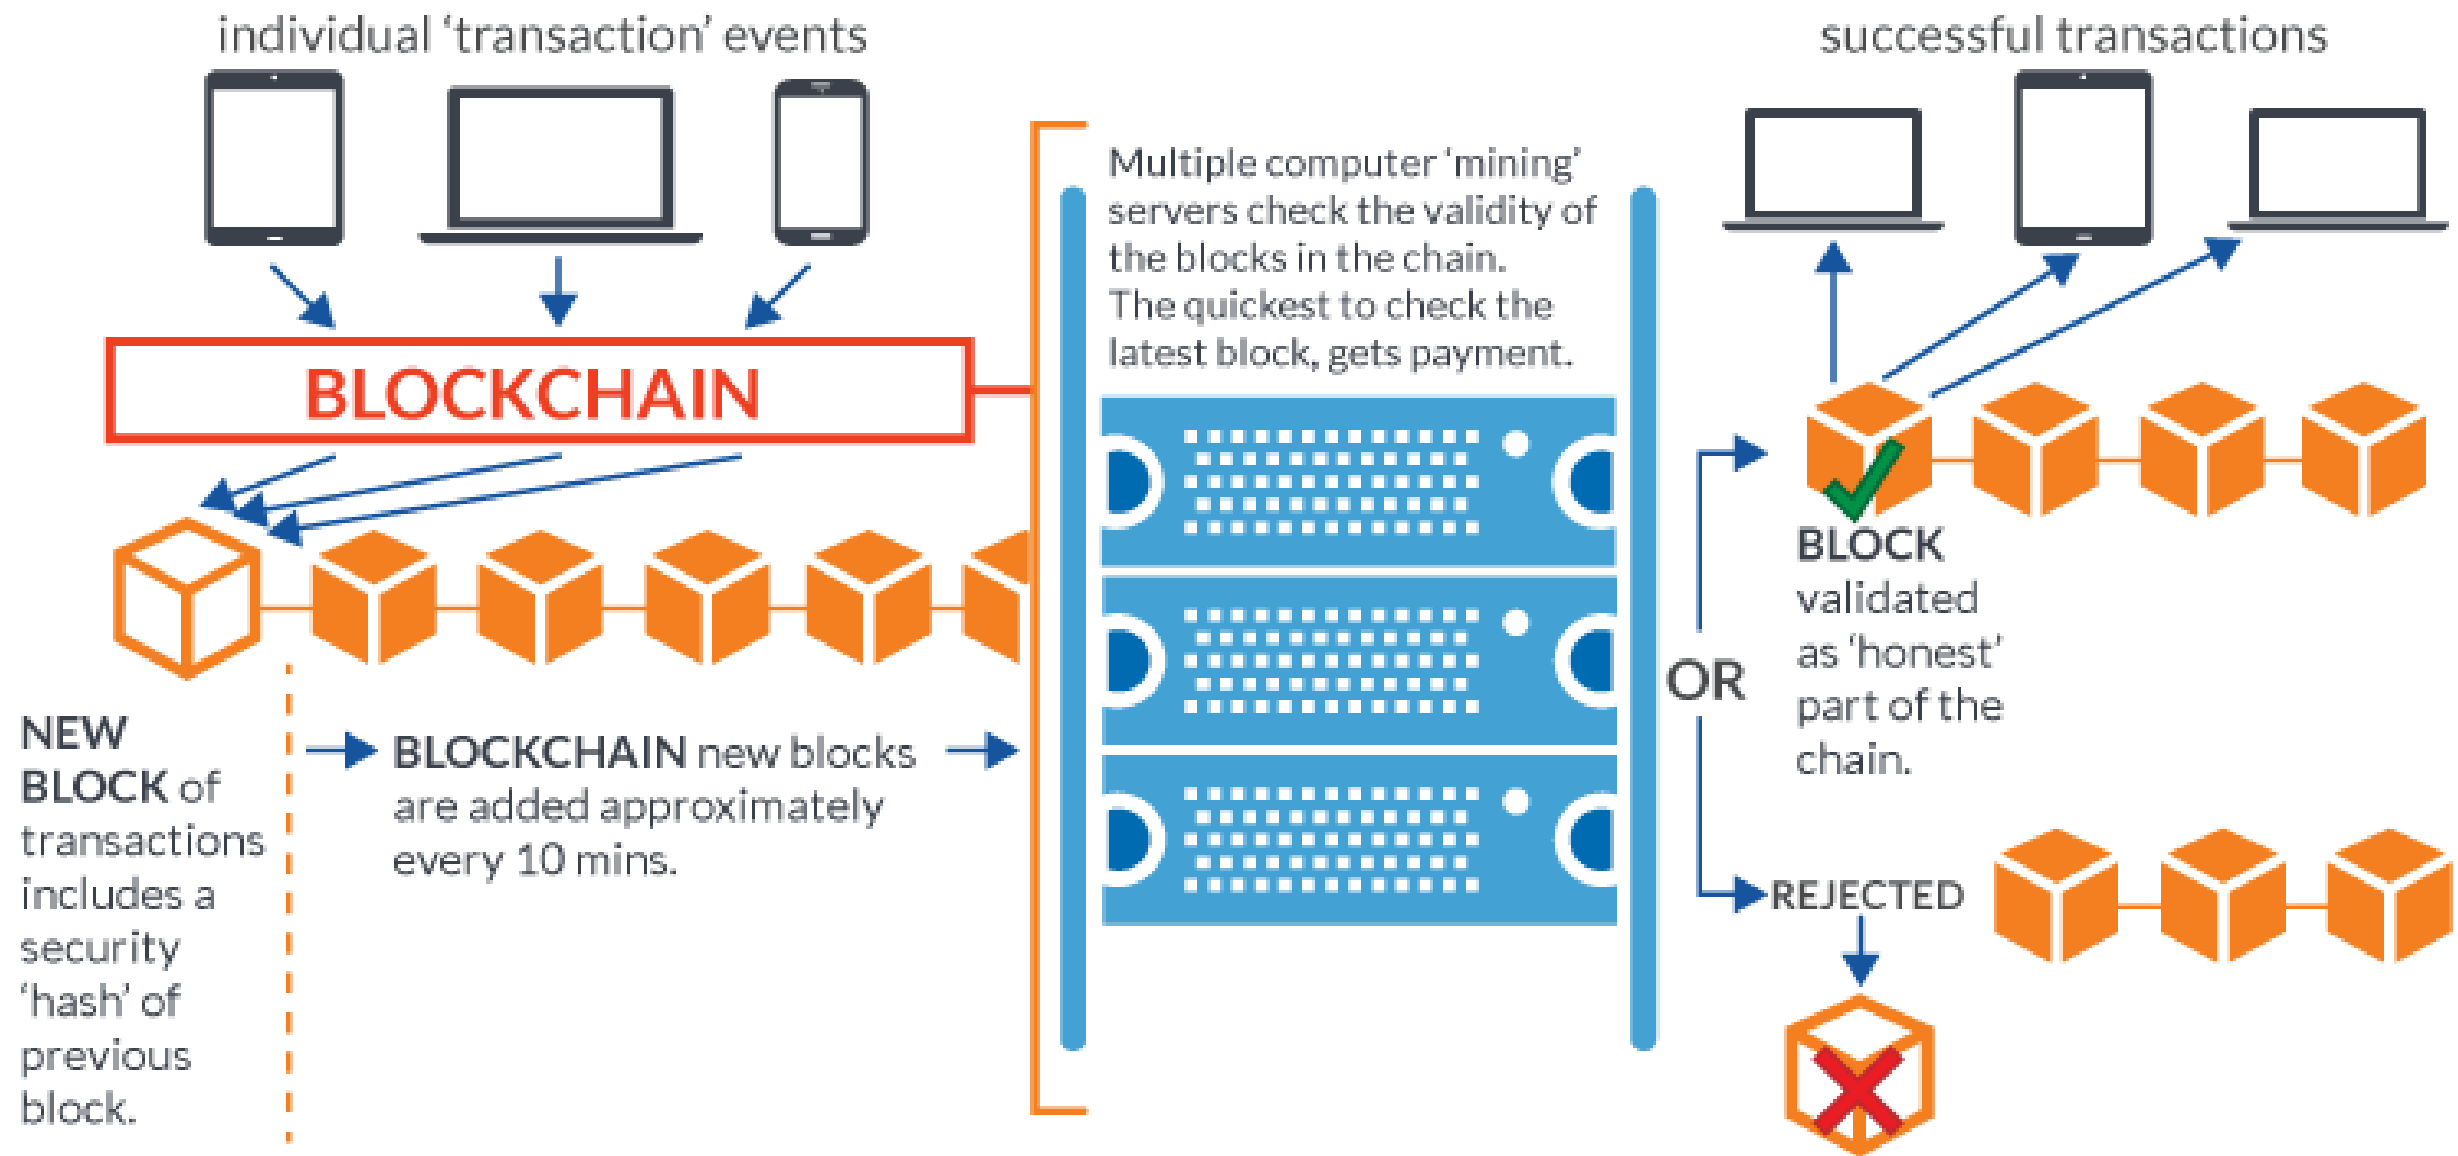 individual ‘transaction’ events
BLOCKCHAIN
NEW
BLOCK of
transactions
includes a
security
‘hash’ of
previous
block.
BLOCKCHAIN new blocks
are added approximately
every 10 mins.
Multiple computer ‘mining’
servers check the validity of
the blocks in the chain.
The quickest to check the
latest block, gets payment.
OR
successful transactions
BLOCK
validated
as ‘honest’
part of the
chain.
REJECTED